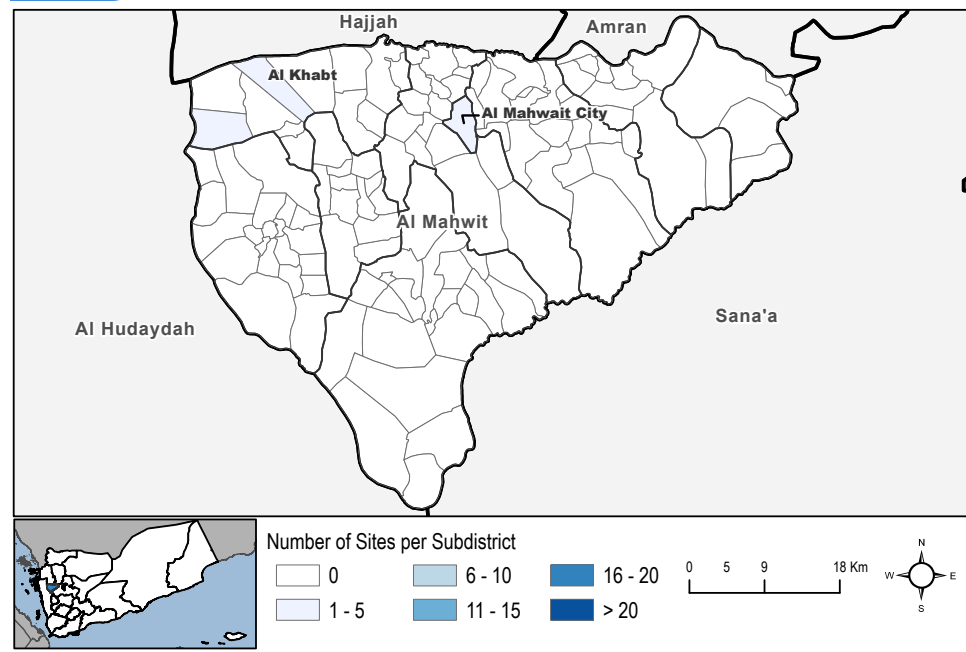 Hajjah
Amran
Al Khabt
Al Mahwait City
Al Mahwit
Al Hudaydah
Sana'a
Number of Sites per Subdistrict
0
6 - 10
16 - 20
1 - 5
11 - 15
> 20
0 5 9 18 Km
N
W E
S